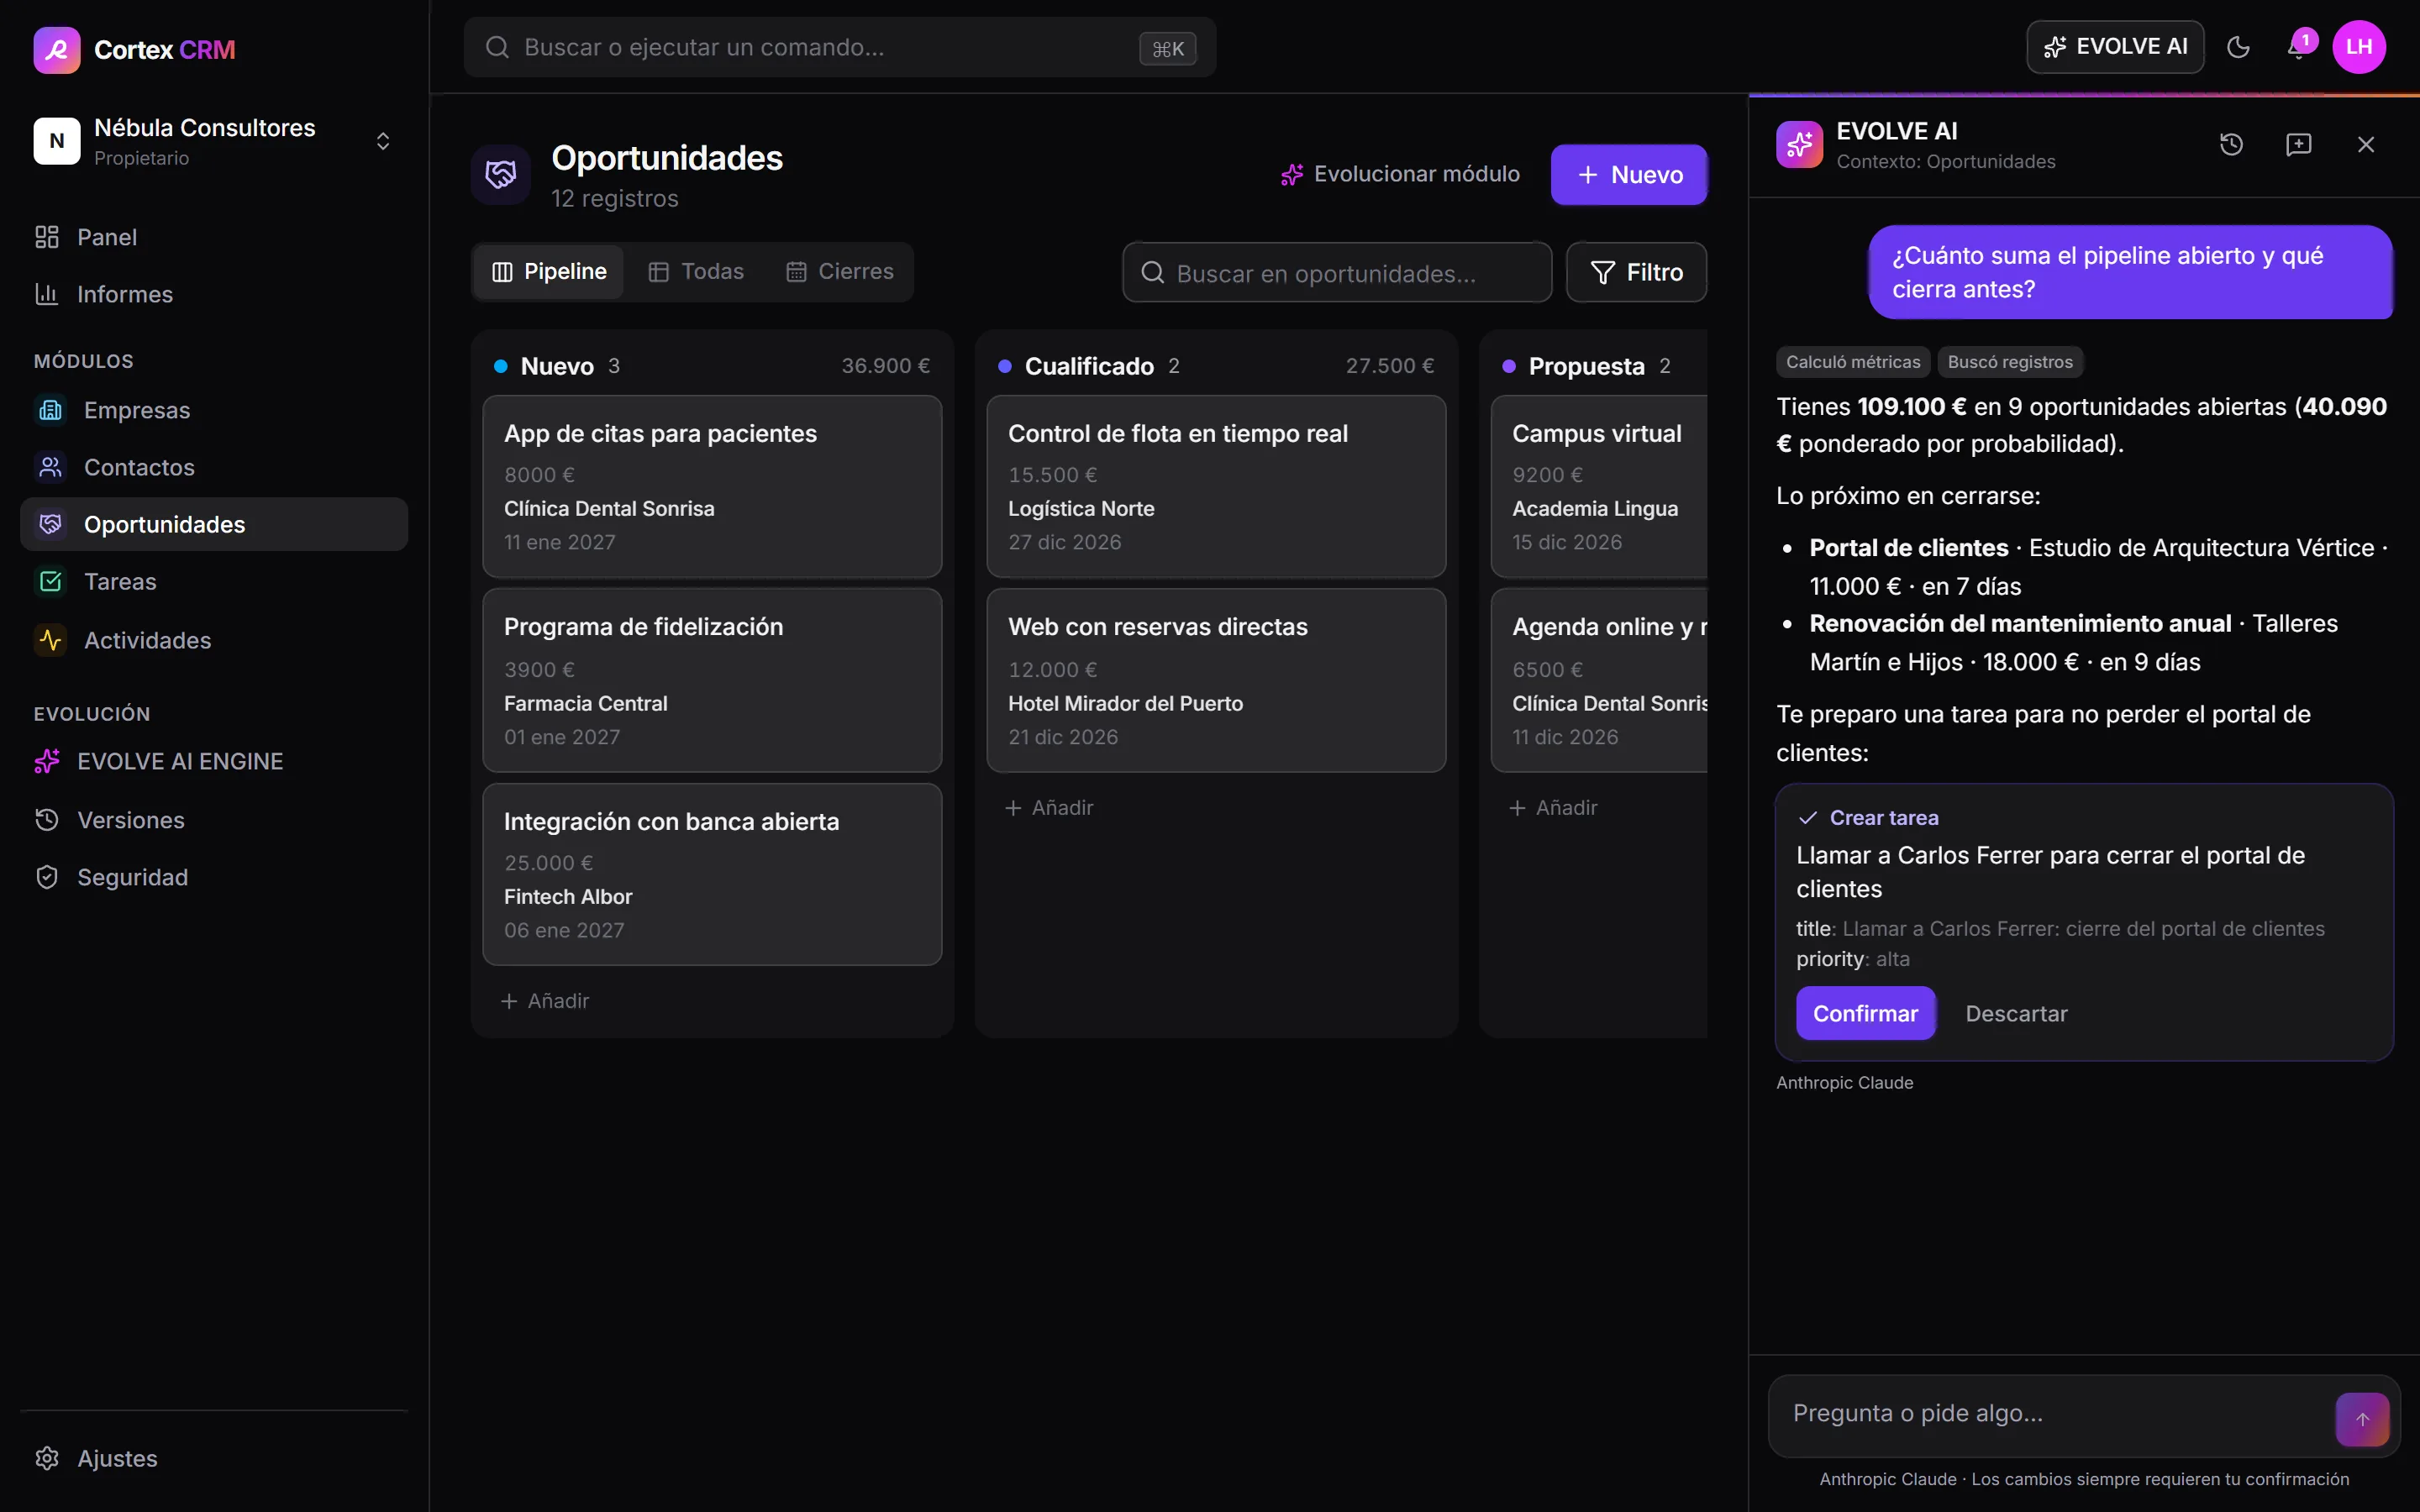 Cortex CRM
N
Nébula Consultores
Propietario
Panel
Informes
MÓDULOS
Empresas
Contactos
Oportunidades
Tareas
Actividades
EVOLUCIÓN
EVOLVE AI ENGINE
Versiones
Seguridad
Ajustes
Buscar o ejecutar un comando...
⌘K
EVOLVE AI
1
LH
Oportunidades
12 registros
Evolucionar módulo
Nuevo
Pipeline
Todas
Cierres
Buscar en oportunidades...
Filtro
Nuevo 3 36.900 €
App de citas para pacientes
8000 €
Clínica Dental Sonrisa
11 ene 2027
Programa de fidelización
3900 €
Farmacia Central
01 ene 2027
Integración con banca abierta
25.000 €
Fintech Albor
06 ene 2027
Añadir
Cualificado 2 27.500 €
Control de flota en tiempo real
15.500 €
Logística Norte
27 dic 2026
Web con reservas directas
12.000 €
Hotel Mirador del Puerto
21 dic 2026
Añadir
Propuesta 2
Campus virtual
9200 €
Academia Lingua
15 dic 2026
Agenda online y
6500 €
Clínica Dental Sonris
11 dic 2026
Añadir
EVOLVE AI
Contexto: Oportunidades
¿Cuánto suma el pipeline abierto y qué
cierra antes?
Calculó métricas
Buscó registros
Tienes 109.100 € en 9 oportunidades abiertas (40.090
€ ponderado por probabilidad).
Lo próximo en cerrarse:
• Portal de clientes · Estudio de Arquitectura Vértice ·
11.000 € · en 7 días
• Renovación del mantenimiento anual · Talleres
Martín e Hijos · 18.000 € · en 9 días
Te preparo una tarea para no perder el portal de
clientes:
Crear tarea
Llamar a Carlos Ferrer para cerrar el portal de
clientes
title: Llamar a Carlos Ferrer: cierre del portal de clientes
priority: alta
Confirmar
Descartar
Anthropic Claude
Pregunta o pide algo...
Anthropic Claude · Los cambios siempre requieren tu confirmación